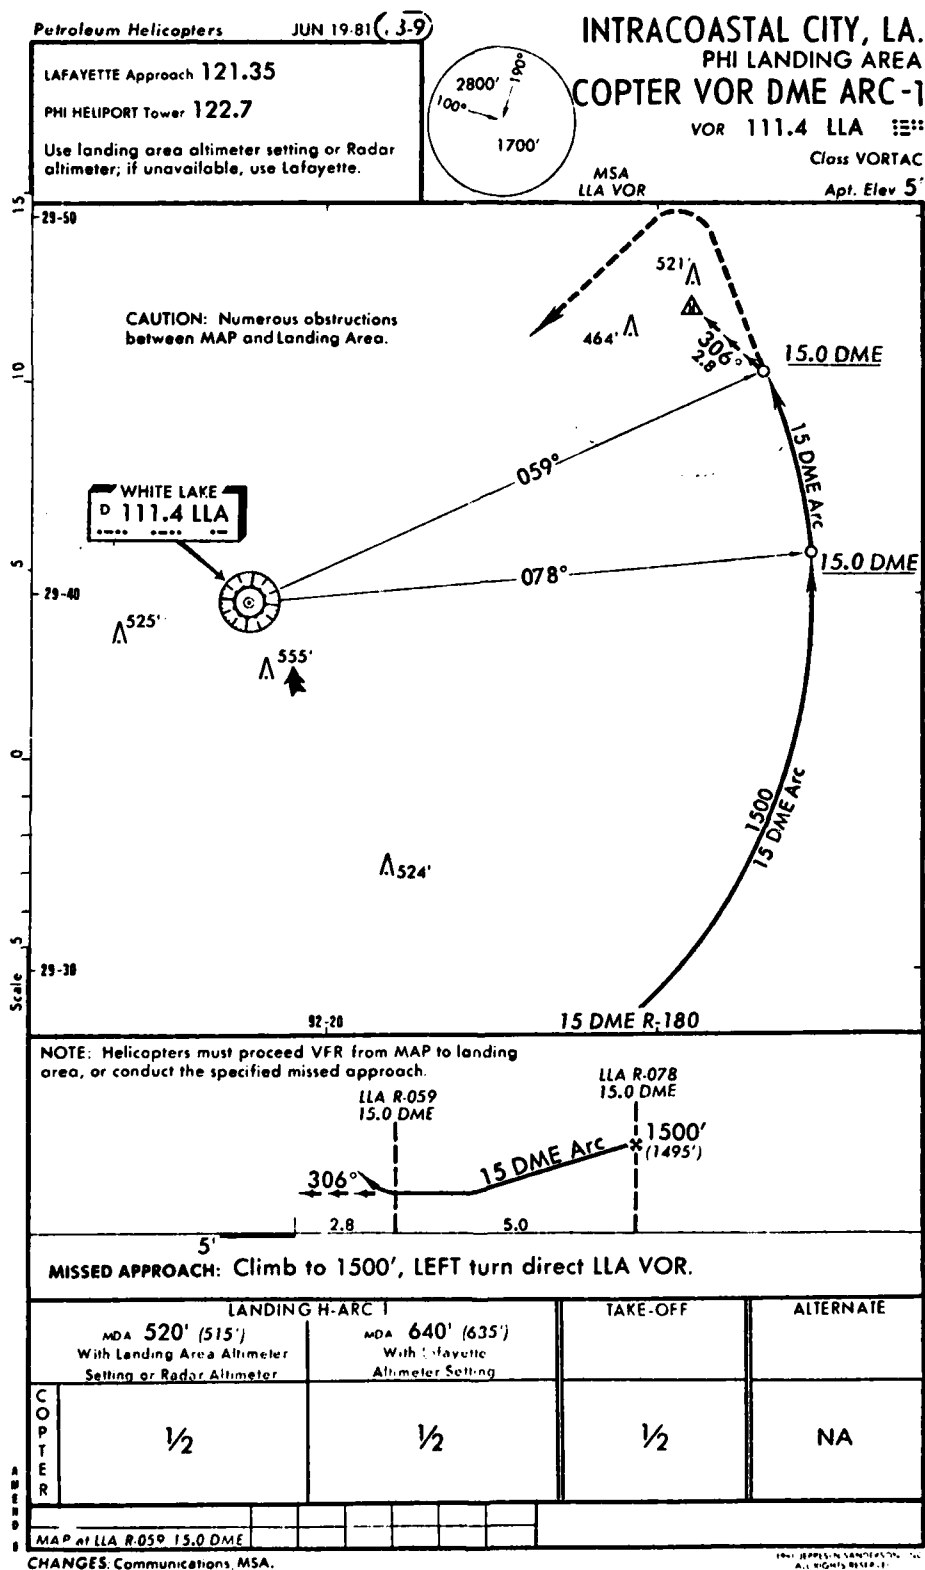 Petroleum Helicopters JUN 19-81
INTRACOASTAL CITY, LA.
PHI LANDING AREA
COPTER VOR DME ARC-1
VOR 111.4 LLA
Class VORTAC
Apt. Elev 5'
LAFAYETTE Approach 121.35
PHI HELIPORT Tower 122.7
Use landing area altimeter setting or Radar
altimeter; if unavailable, use Lafayette.
2800'
190°
100°
1700'
MSA
LLA VOR
15
29-50
521'
CAUTION: Numerous obstructions
between MAP and Landing Area.
464'
306°
2.8
15.0 DME
10
15 DME Arc
059°
WHITE LAKE
D 111.4 LLA
15.0 DME
078°
5
29-40
525'
555'
0
1500
15 DME Arc
524'
5
29-30
Scale
92-20
15 DME R-180
NOTE: Helicopters must proceed VFR from MAP to landing
area, or conduct the specified missed approach.
LLA R-059
15.0 DME
LLA R-078
15.0 DME
1500'
(1495')
15 DME Arc
306°
2.8
5.0
5'
MISSED APPROACH: Climb to 1500', LEFT turn direct LLA VOR.
LANDING H-ARC 1
TAKE-OFF
ALTERNATE
MDA 520' (515')
With Landing Area Altimeter
Setting or Radar Altimeter
MDA 640' (635')
With Lafayette
Altimeter Setting
COPTER
1/2
1/2
1/2
NA
MAP at LLA R-059 15.0 DME
CHANGES: Communications, MSA.